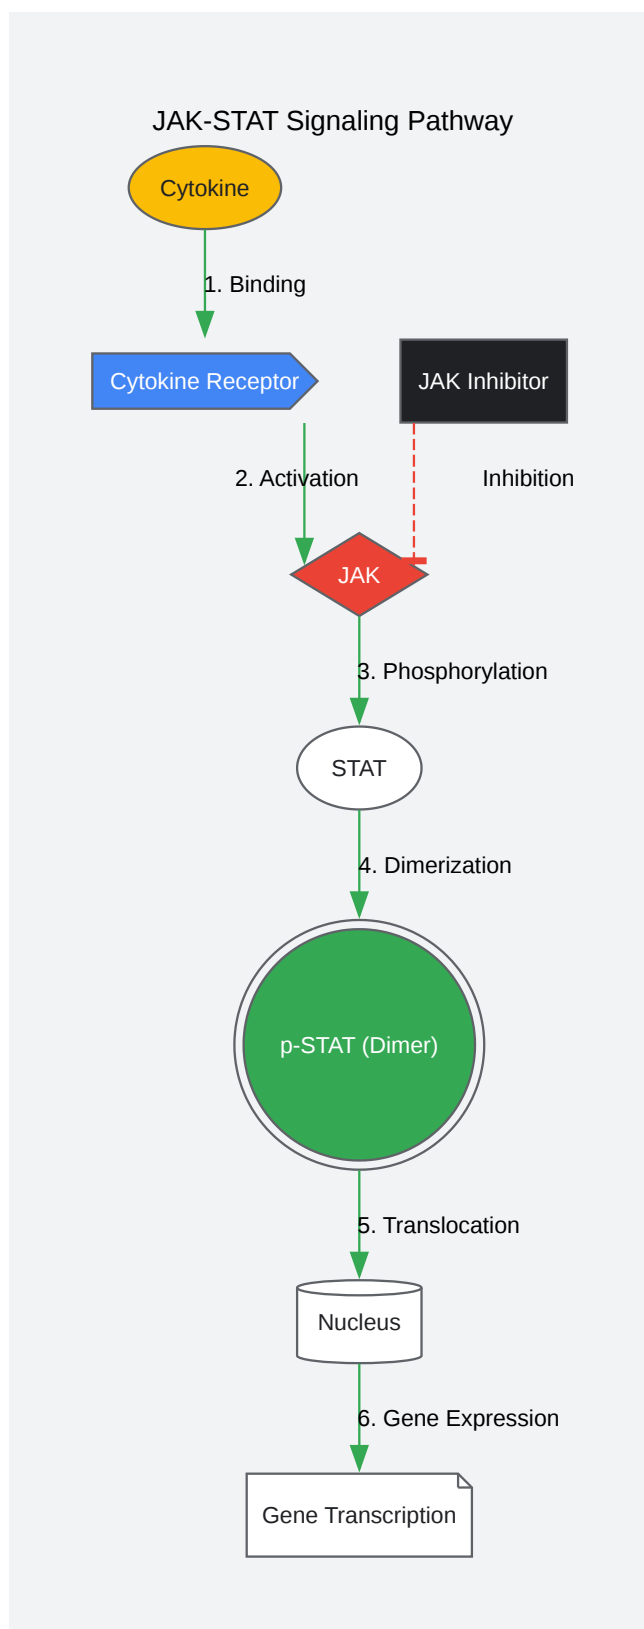 JAK-STAT Signaling Pathway
Cytokine
1. Binding
Cytokine Receptor
JAK Inhibitor
2. Activation
Inhibition
JAK
3. Phosphorylation
STAT
4. Dimerization
p-STAT (Dimer)
5. Translocation
Nucleus
6. Gene Expression
Gene Transcription